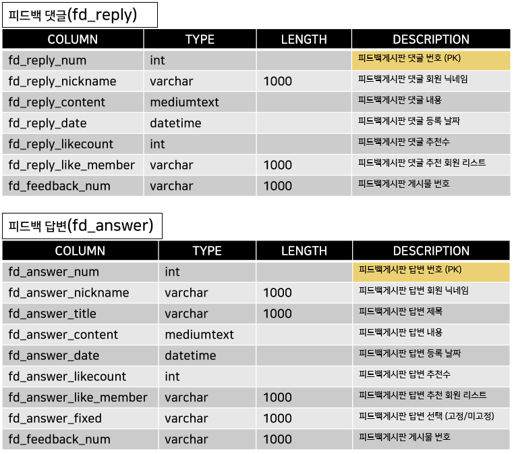 피드백 댓글(fd_reply)
COLUMN TYPE LENGTH DESCRIPTION
fd_reply_num int 피드백게시판 댓글 번호 (PK)
fd_reply_nickname varchar 1000 피드백게시판 댓글 회원 닉네임
fd_reply_content mediumtext 피드백게시판 댓글 내용
fd_reply_date datetime 피드백게시판 댓글 등록 날짜
fd_reply_likecount int 피드백게시판 댓글 추천수
fd_reply_like_member varchar 1000 피드백게시판 댓글 추천 회원 리스트
fd_feedback_num varchar 1000 피드백게시판 게시물 번호
피드백 답변(fd_answer)
COLUMN TYPE LENGTH DESCRIPTION
fd_answer_num int 피드백게시판 답변 번호 (PK)
fd_answer_nickname varchar 1000 피드백게시판 답변 회원 닉네임
fd_answer_title varchar 1000 피드백게시판 답변 제목
fd_answer_content mediumtext 피드백게시판 답변 내용
fd_answer_date datetime 피드백게시판 답변 등록 날짜
fd_answer_likecount int 피드백게시판 답변 추천수
fd_answer_like_member varchar 1000 피드백게시판 답변 추천 회원 리스트
fd_answer_fixed varchar 1000 피드백게시판 답변 선택 (고정/미고정)
fd_feedback_num varchar 1000 피드백게시판 게시물 번호